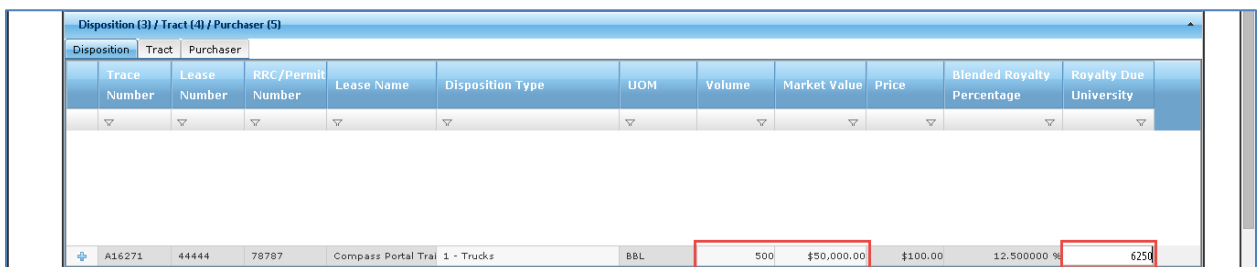 Disposition (3) / Tract (4) / Purchaser (5)
Disposition Tract Purchaser
Trace Number Lease Number RRC/Permit Number Lease Name Disposition Type UOM Volume Market Value Price Blended Royalty Percentage Royalty Due University
A16271 44444 78787 Compass Portal Trai 1 - Trucks BBL 500 $50,000.00 $100.00 12.500000 % 6250